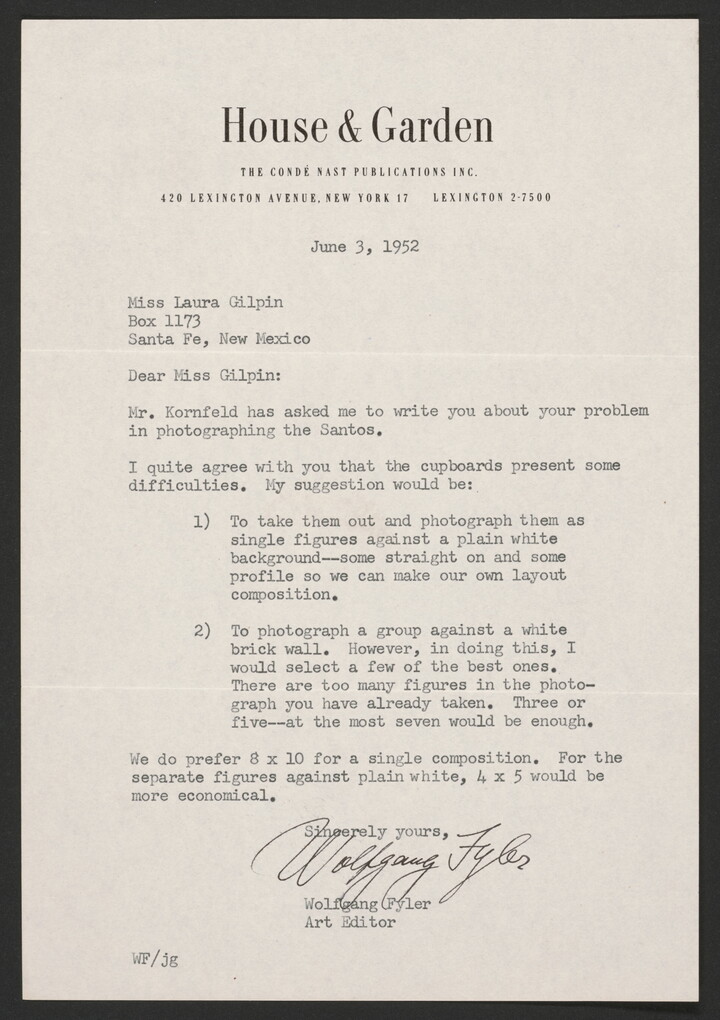 House & Garden
THE CONDÉ NAST PUBLICATIONS INC.
420 LEXINGTON AVENUE, NEW YORK 17 LEXINGTON 2-7500
June 3, 1952
Miss Laura Gilpin
Box 1173
Santa Fe, New Mexico
Dear Miss Gilpin:
Mr. Kornfeld has asked me to write you about your problem
in photographing the Santos.
I quite agree with you that the cupboards present some
difficulties. My suggestion would be:
1) To take them out and photograph them as
single figures against a plain white
background--some straight on and some
profile so we can make our own layout
composition.
2) To photograph a group against a white
brick wall. However, in doing this, I
would select a few of the best ones.
There are too many figures in the photo-
graph you have already taken. Three or
five--at the most seven would be enough.
We do prefer 8 x 10 for a single composition. For the
separate figures against plain white, 4 x 5 would be
more economical.
Sincerely yours,
Wolfgang Fyler
Wolfgang Fyler
Art Editor
WF/jg